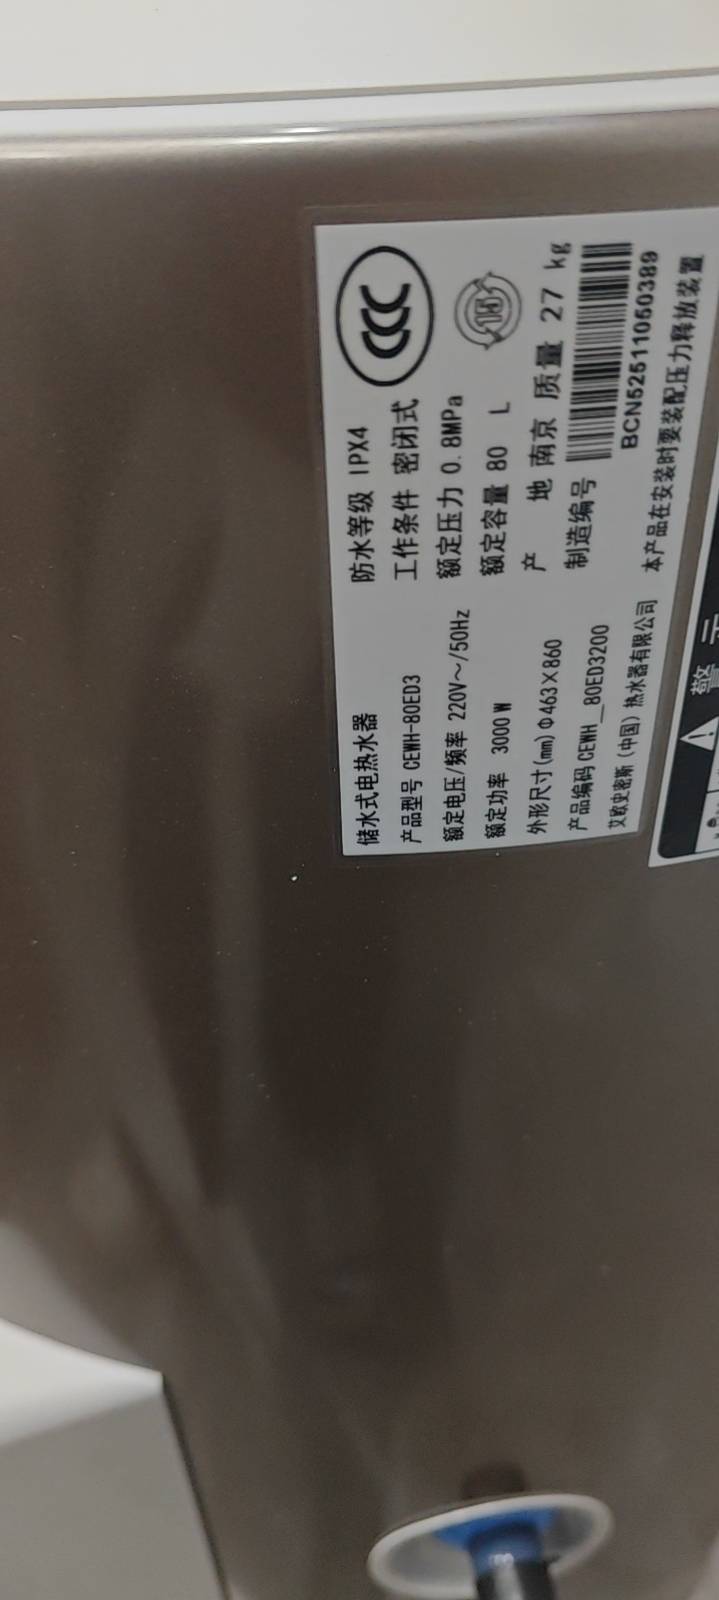 储水式电热水器
产品型号 CEWH-80ED3
额定电压/频率 220V～/50Hz
额定功率 3000 W
外形尺寸(mm) Φ463×860
产品编码 CEWH_80ED3200
艾欧史密斯（中国）热水器有限公司
防水等级 IPX4
工作条件 密闭式
额定压力 0.8MPa
额定容量 80 L
产 地 南京 质量 27 kg
制造编号
BCN52511050389
本产品在安装时要装配压力释放装置
CCC
15
警 示